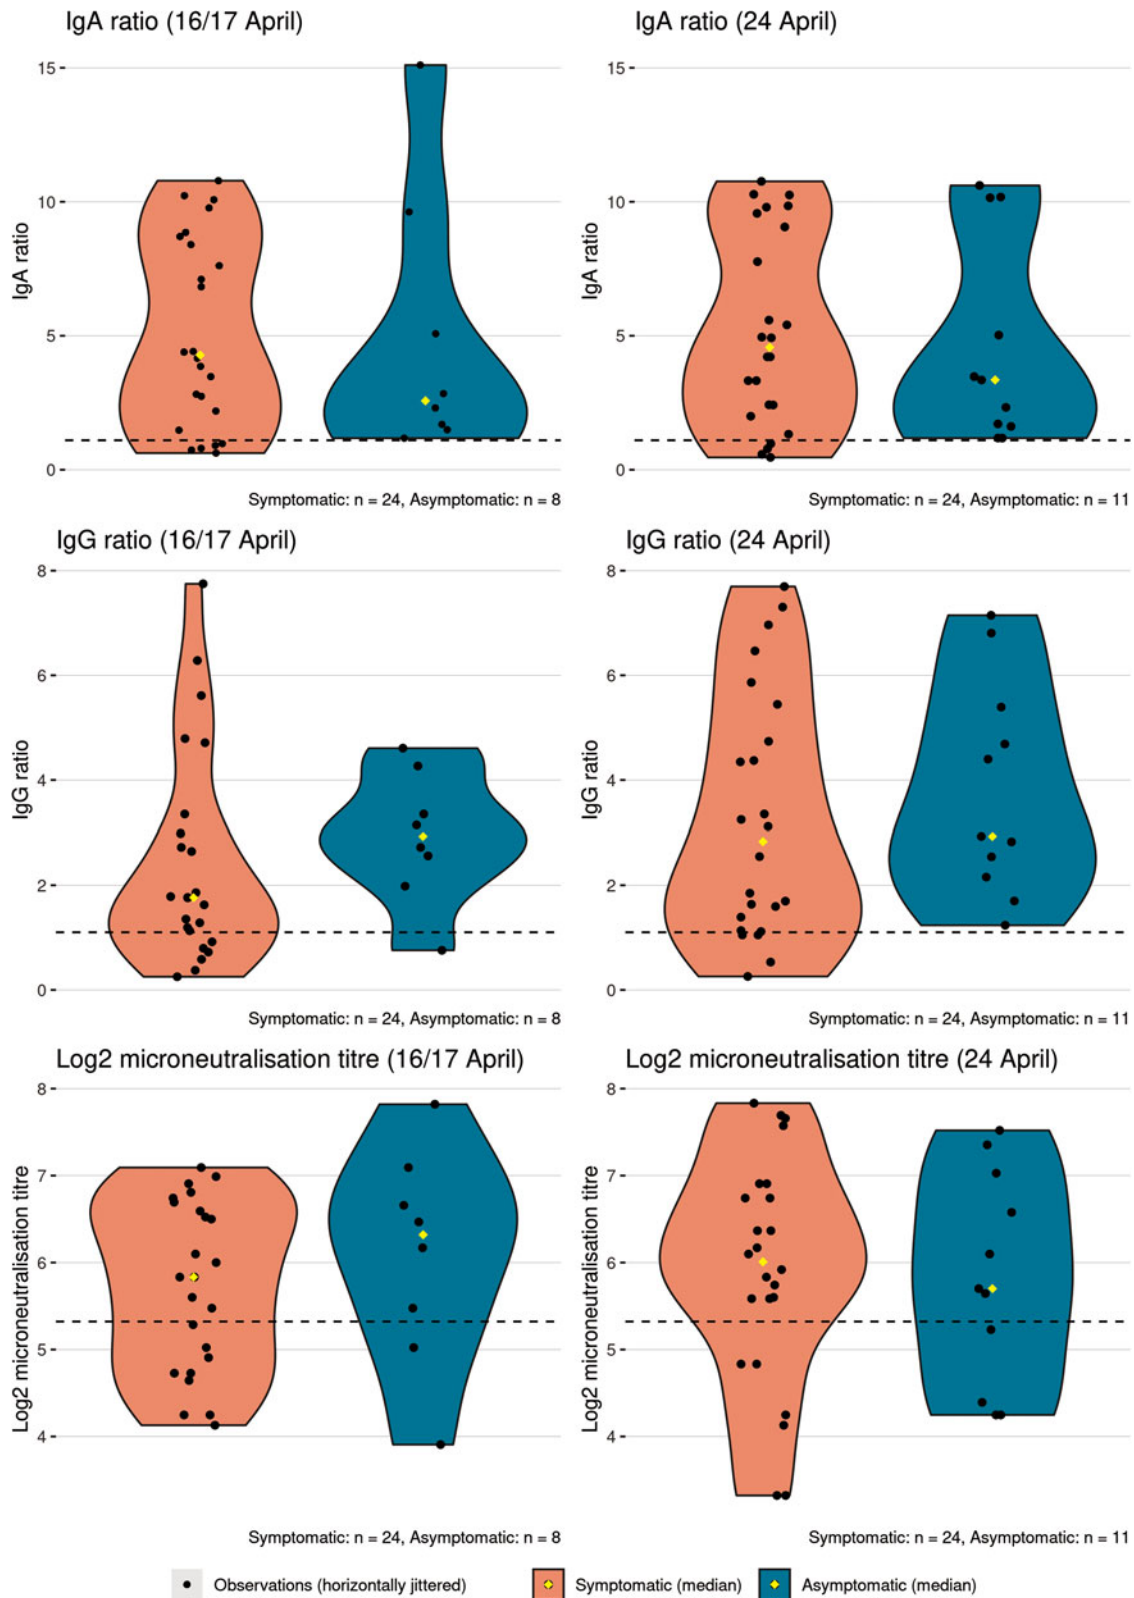 IgA ratio (16/17 April)
IgA ratio
15
10
5
0
Symptomatic: n = 24, Asymptomatic: n = 8
IgA ratio (24 April)
IgA ratio
15
10
5
0
Symptomatic: n = 24, Asymptomatic: n = 11
IgG ratio (16/17 April)
IgG ratio
8
6
4
2
0
Symptomatic: n = 24, Asymptomatic: n = 8
IgG ratio (24 April)
IgG ratio
8
6
4
2
0
Symptomatic: n = 24, Asymptomatic: n = 11
Log2 microneutralisation titre (16/17 April)
Log2 microneutralisation titre
8
7
6
5
4
Symptomatic: n = 24, Asymptomatic: n = 8
Log2 microneutralisation titre (24 April)
Log2 microneutralisation titre
8
7
6
5
4
Symptomatic: n = 24, Asymptomatic: n = 11
Observations (horizontally jittered)
Symptomatic (median)
Asymptomatic (median)